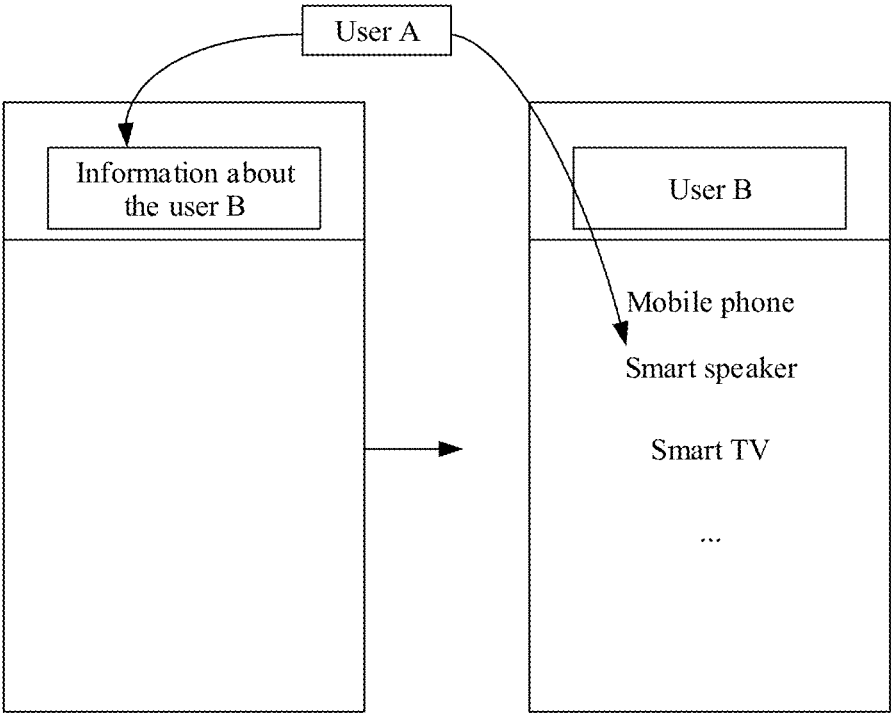 User A
Information about
the user B
User B
Mobile phone
Smart speaker
Smart TV
...